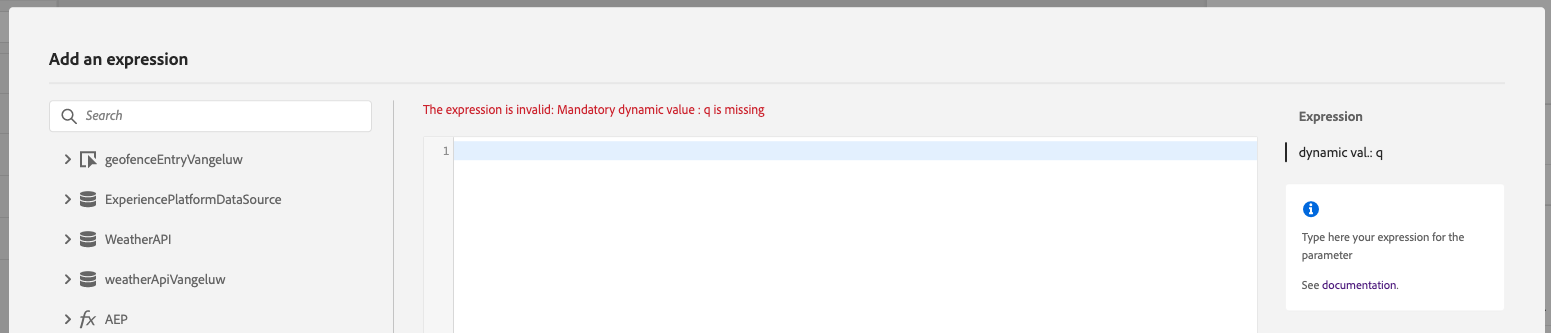 Add an expression
Search
geofenceEntryVangeluw
ExperiencePlatformDataSource
WeatherAPI
weatherApiVangeluw
fx AEP
The expression is invalid: Mandatory dynamic value : q is missing
1
Expression
dynamic val.: q
Type here your expression for the
parameter
See documentation.